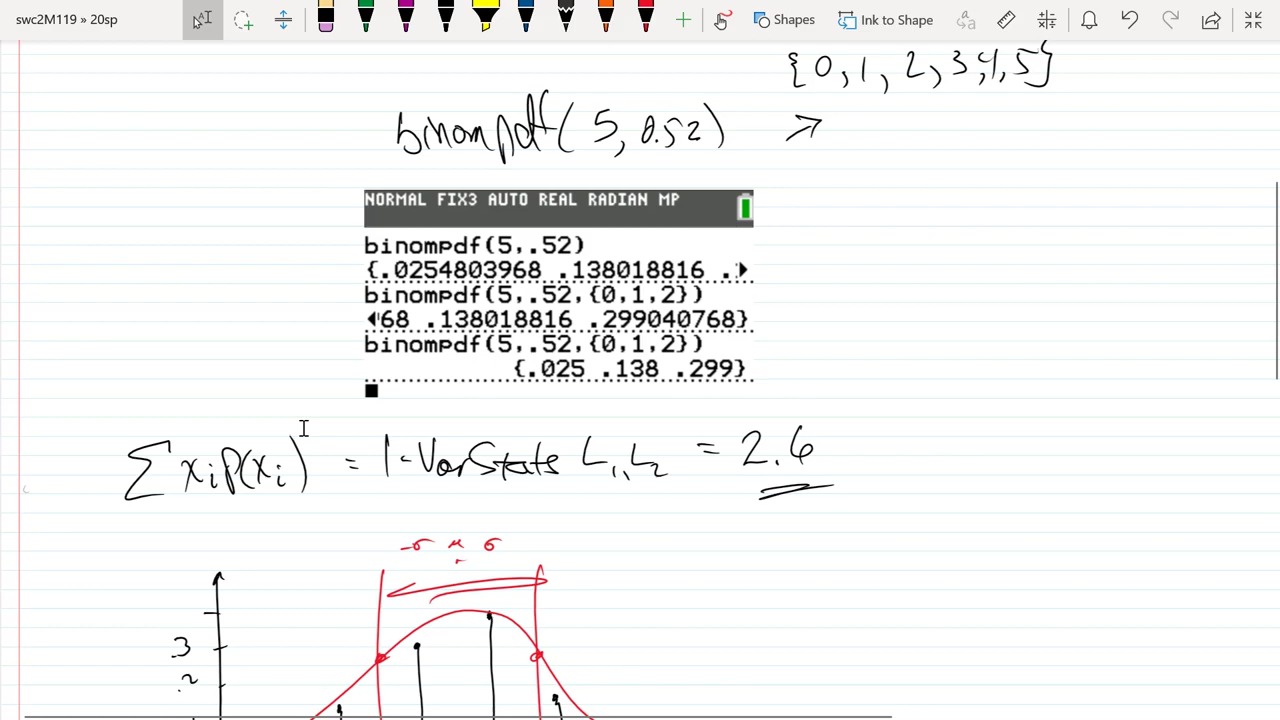 swc2M119 » 20sp
Shapes
Ink to Shape
{0, 1, 2, 3, 4, 5}
binompdf( 5, 0.52)
NORMAL FIX3 AUTO REAL RADIAN MP
binompdf(5,.52)
{.0254803968 .138018816 .
binompdf(5,.52,{0,1,2})
68 .138018816 .299040768}
binompdf(5,.52,{0,1,2})
{.025 .138 .299}
∑ xi P(xi) = 1-VarStats L1, L2 = 2.6
-σ μ σ
.3
.2